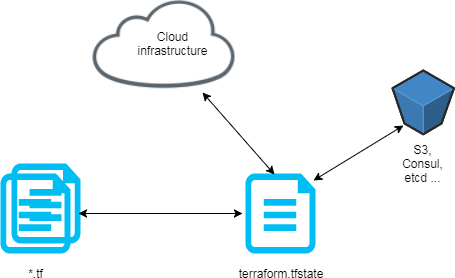 Cloud
infrastructure
S3,
Consul,
etcd ...
*.tf
terraform.tfstate